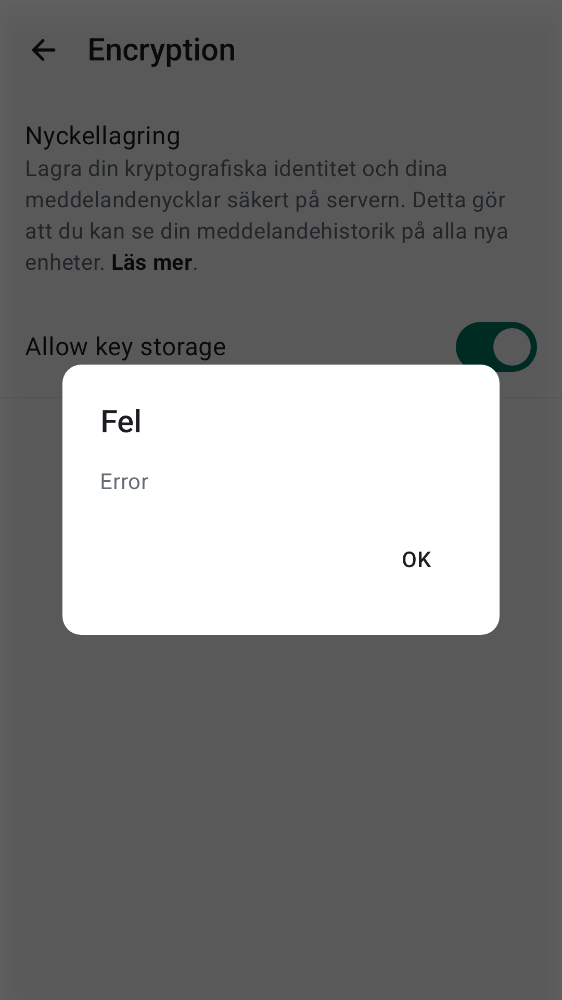 Encryption
Nyckellagring
Lagra din kryptografiska identitet och dina
meddelandenycklar säkert på servern. Detta gör
att du kan se din meddelandehistorik på alla nya
enheter. Läs mer.
Allow key storage
Fel
Error
OK